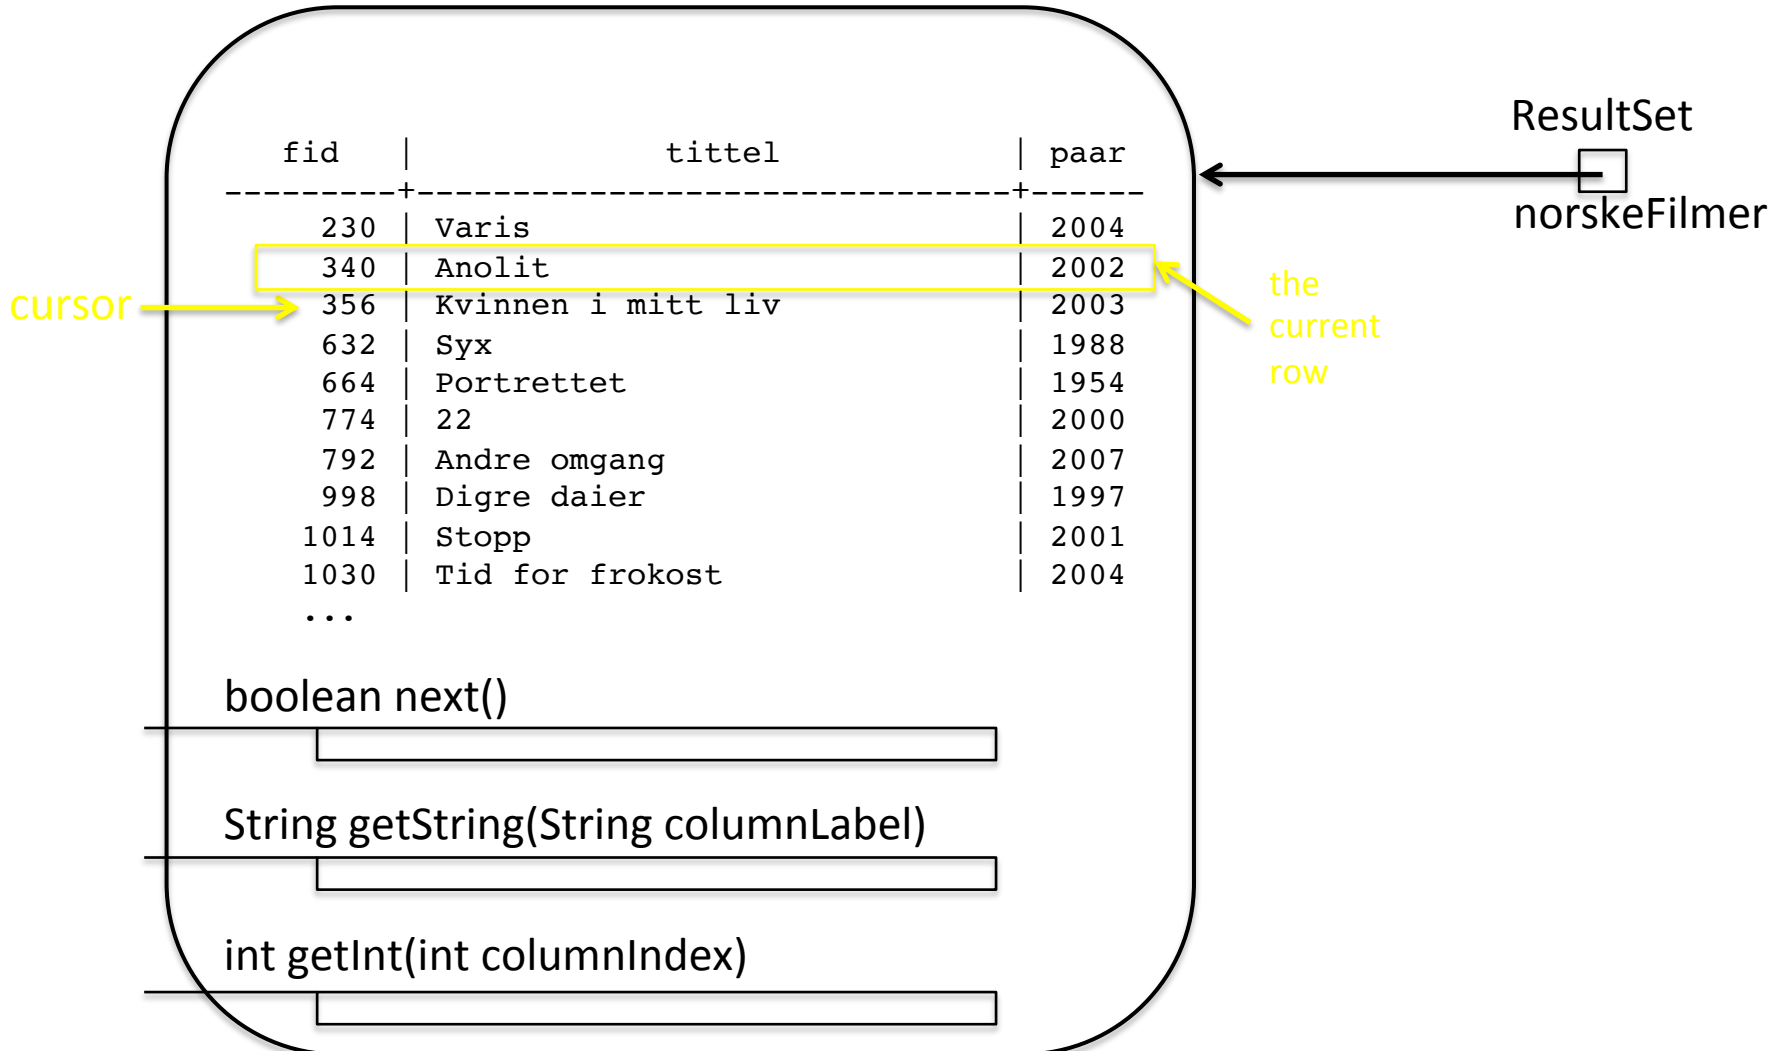 ResultSet
norskeFilmer
fid | tittel | paar
---------+-------------------------------+------
230 | Varis | 2004
340 | Anolit | 2002
356 | Kvinnen i mitt liv | 2003
632 | Syx | 1988
664 | Portrettet | 1954
774 | 22 | 2000
792 | Andre omgang | 2007
998 | Digre daier | 1997
1014 | Stopp | 2001
1030 | Tid for frokost | 2004
...
cursor
the
current
row
boolean next()
String getString(String columnLabel)
int getInt(int columnIndex)